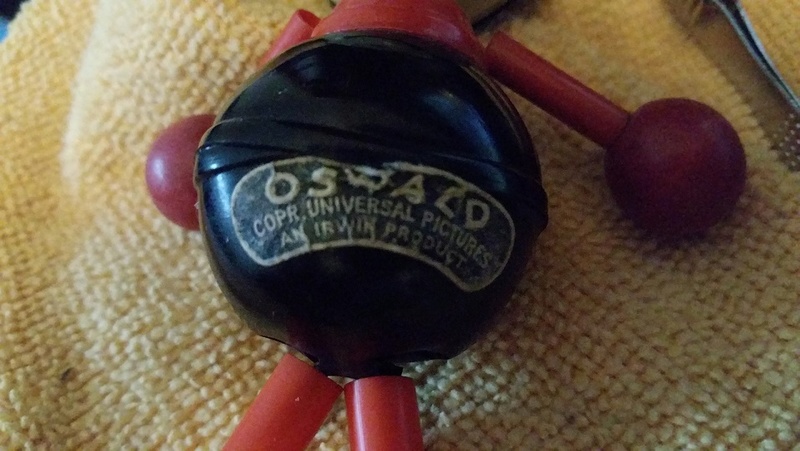 OSWALD
COPR. UNIVERSAL PICTURES
AN IRWIN PRODUCT